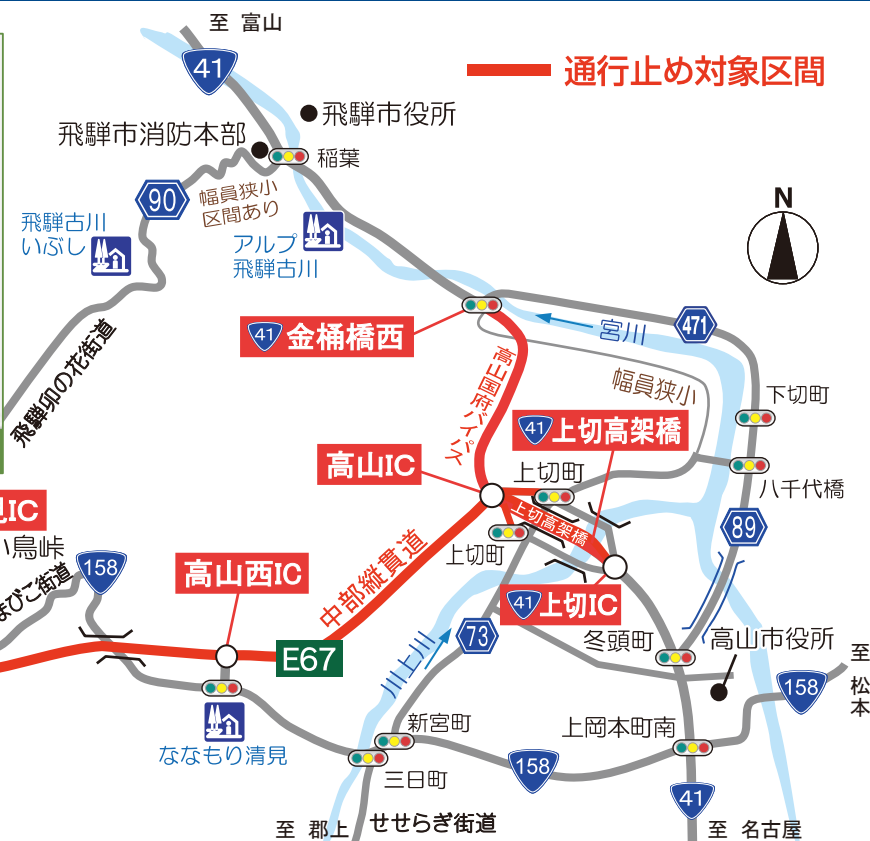 至 富山
41
通行止め対象区間
飛騨市役所
飛騨市消防本部
稲葉
90
幅員狭小
区間あり
飛騨古川
いぶし
アルプ
飛騨古川
N
41 金桶橋西
宮川
471
飛騨卯の花街道
高山国府バイパス
幅員狭小
下切町
41 上切高架橋
高山IC
上切町
八千代橋
IC
上切高架橋
89
小鳥峠
上切町
158
まびこ街道
高山西IC
中部縦貫道
41 上切IC
冬頭町
高山市役所
73
至 松本
E67
川上川
158
新宮町
上岡本町南
ななもり清見
三日町
158
41
至 郡上
せせらぎ街道
至 名古屋